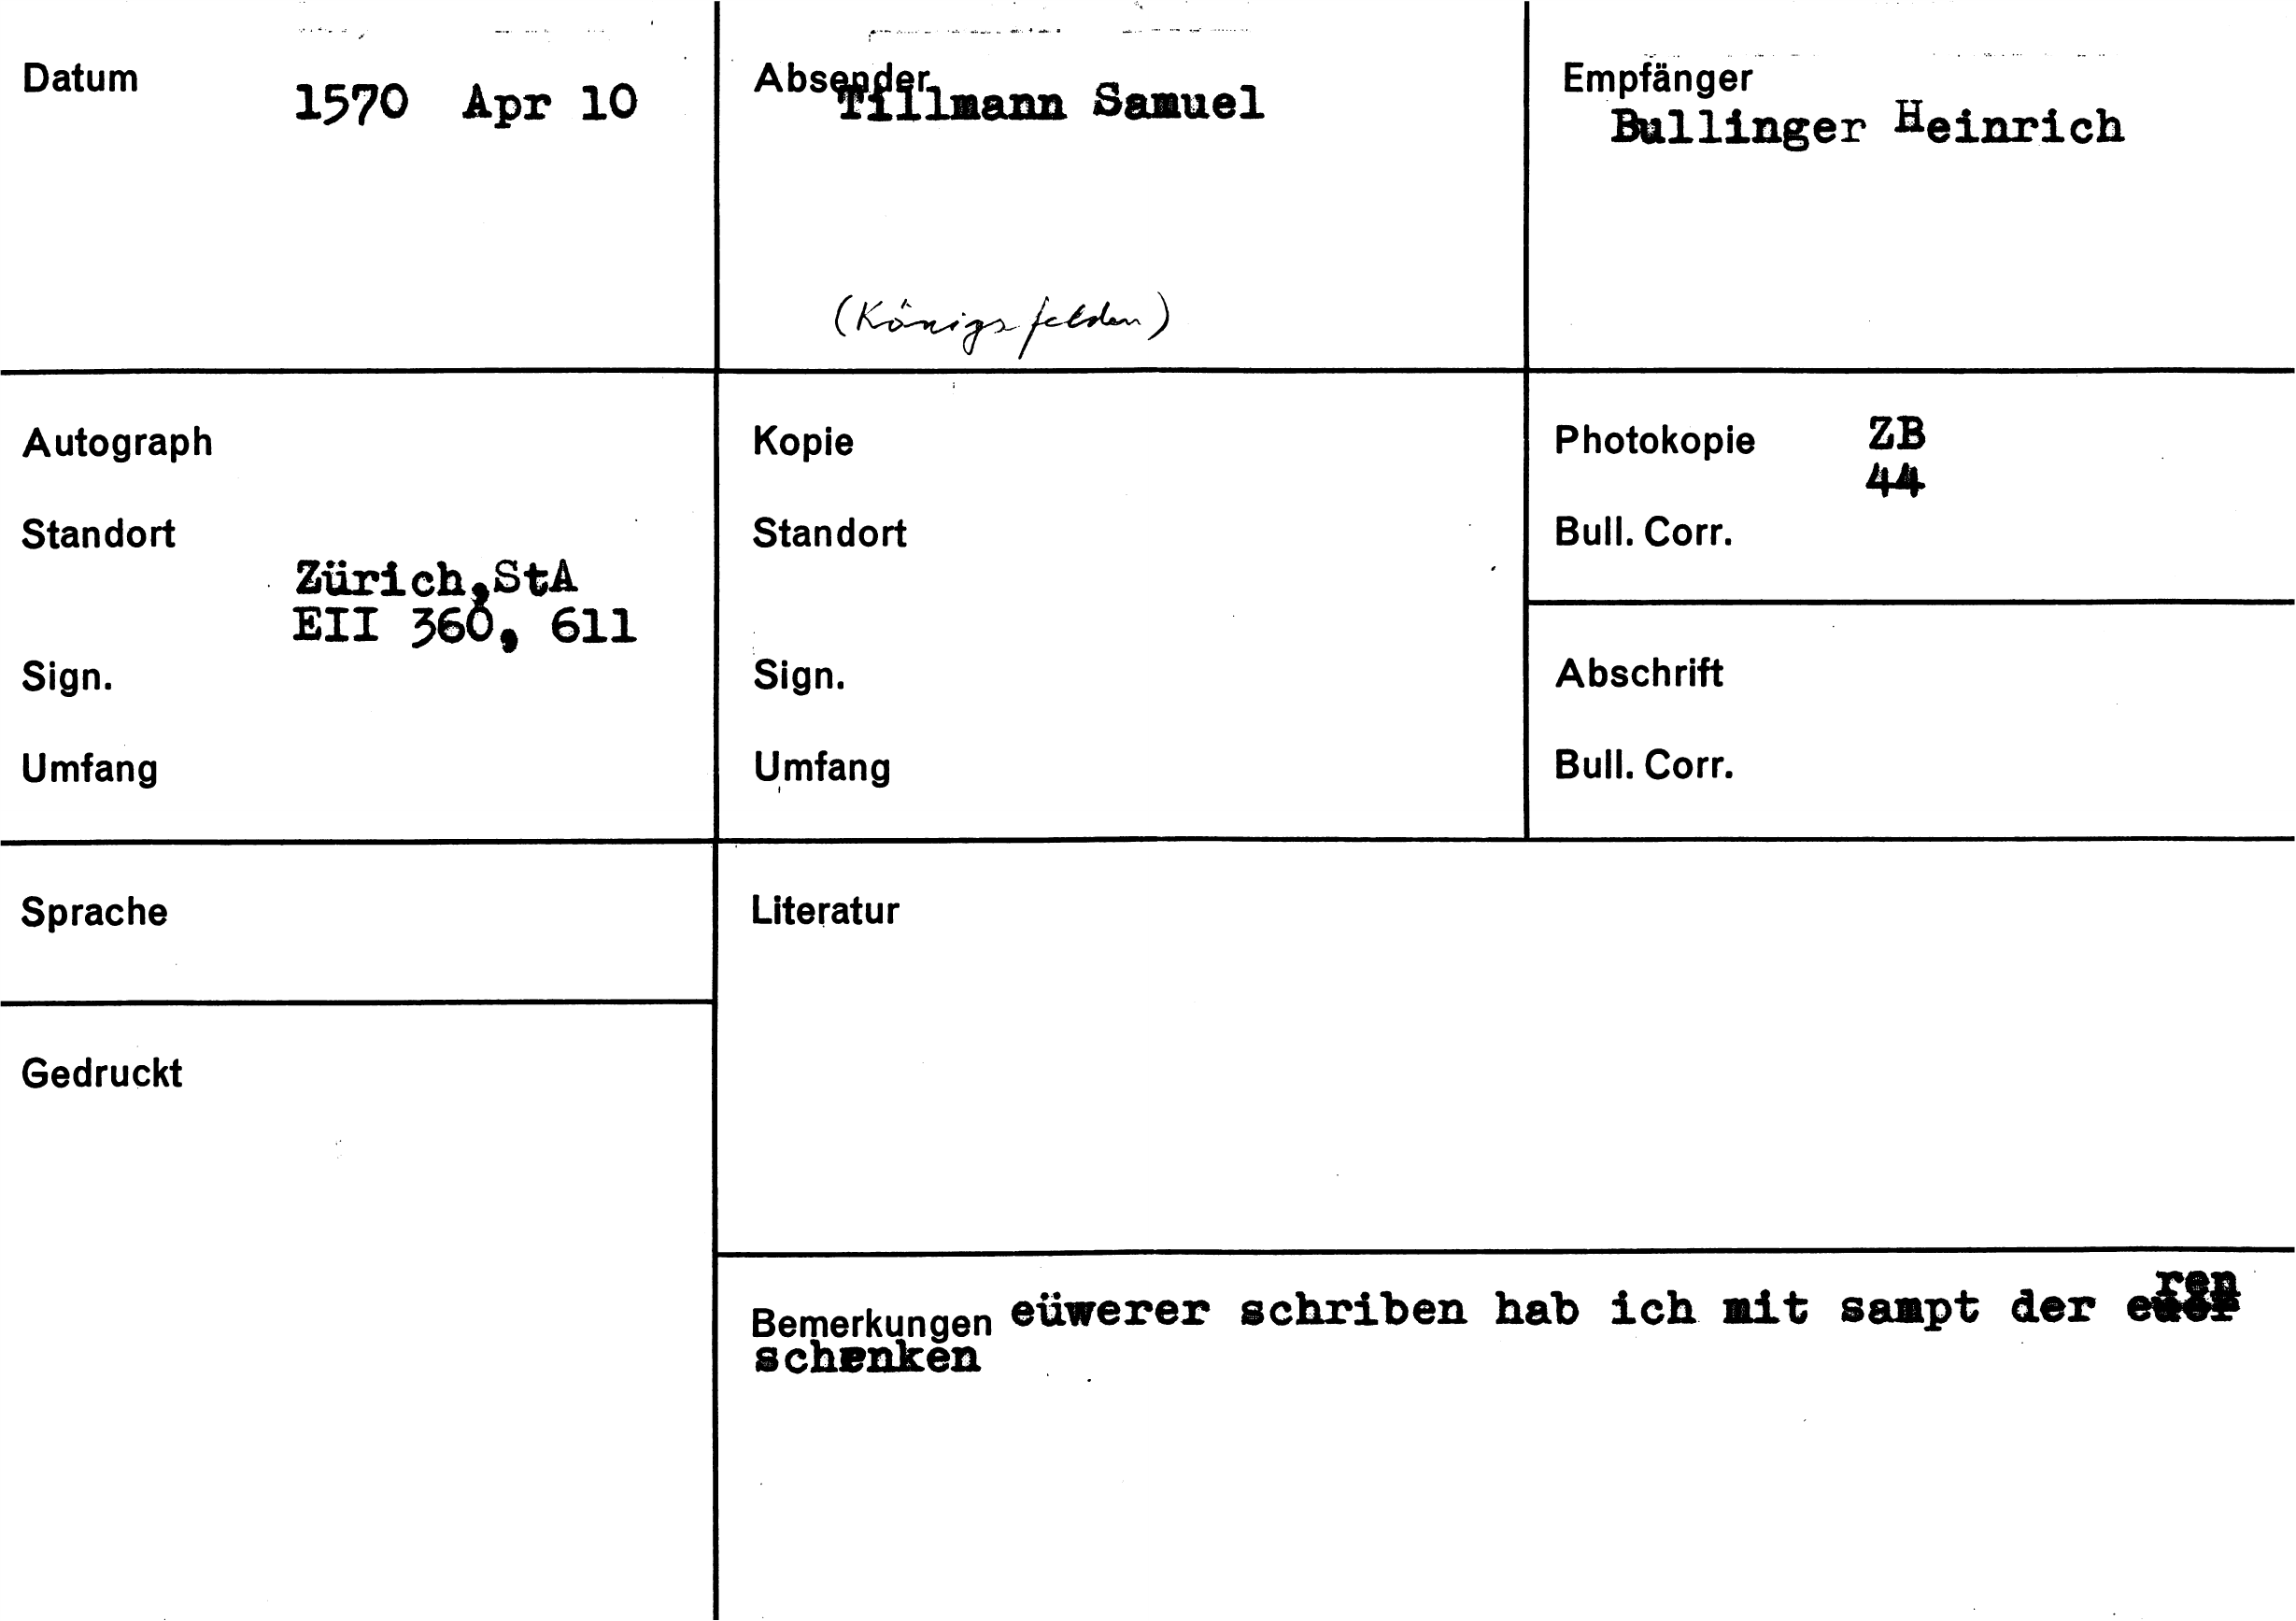 Datum 1570 Apr 10
Absender Tillmann Samuel
(Königsfelden)
Empfänger
Bullinger Heinrich
Autograph
Standort
Zürich,StA
EII 360, 611
Sign.
Umfang
Kopie
Standort
Sign.
Umfang
Photokopie ZB
44
Bull. Corr.
Abschrift
Bull. Corr.
Sprache
Gedruckt
Literatur
Bemerkungen eüwerer schriben hab ich mit sampt der
schenken